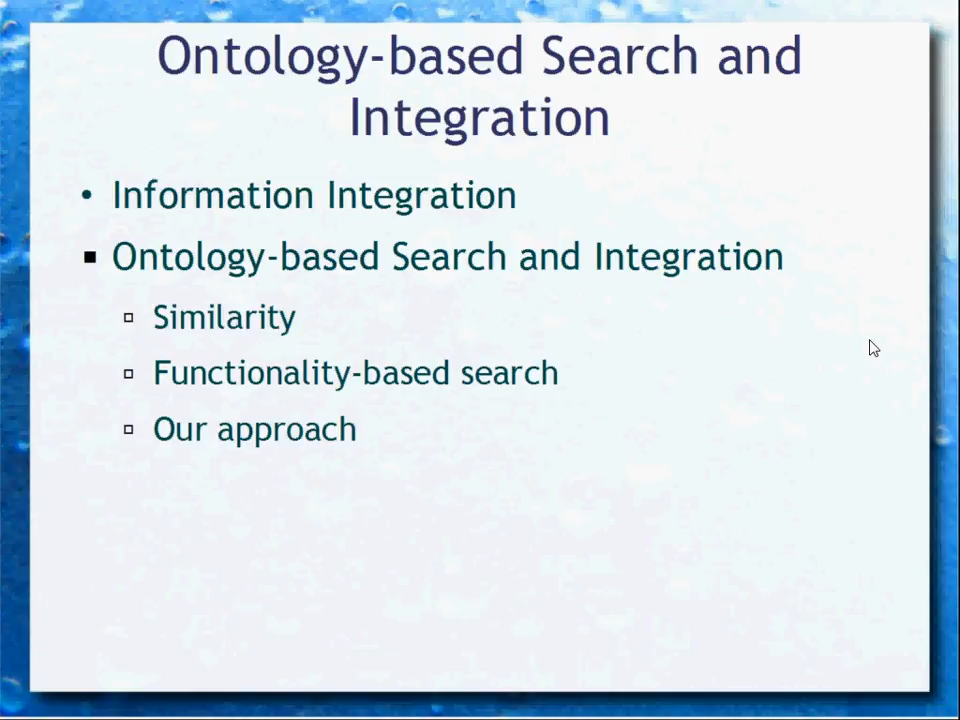 Ontology-based Search and
Integration
• Information Integration
▪ Ontology-based Search and Integration
▫ Similarity
▫ Functionality-based search
▫ Our approach